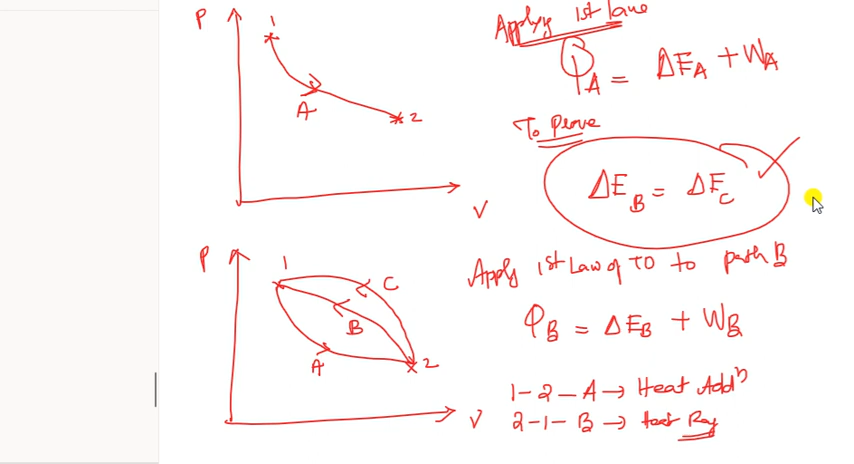 P
1
A
2
V
Apply 1st law
Q_A = ΔE_A + W_A
To Prove
ΔE_B = ΔE_C
P
1
C
B
A
2
V
Apply 1st Law of TD to path B
Q_B = ΔE_B + W_B
1-2-A → Heat Addⁿ
2-1-B → Heat Rej